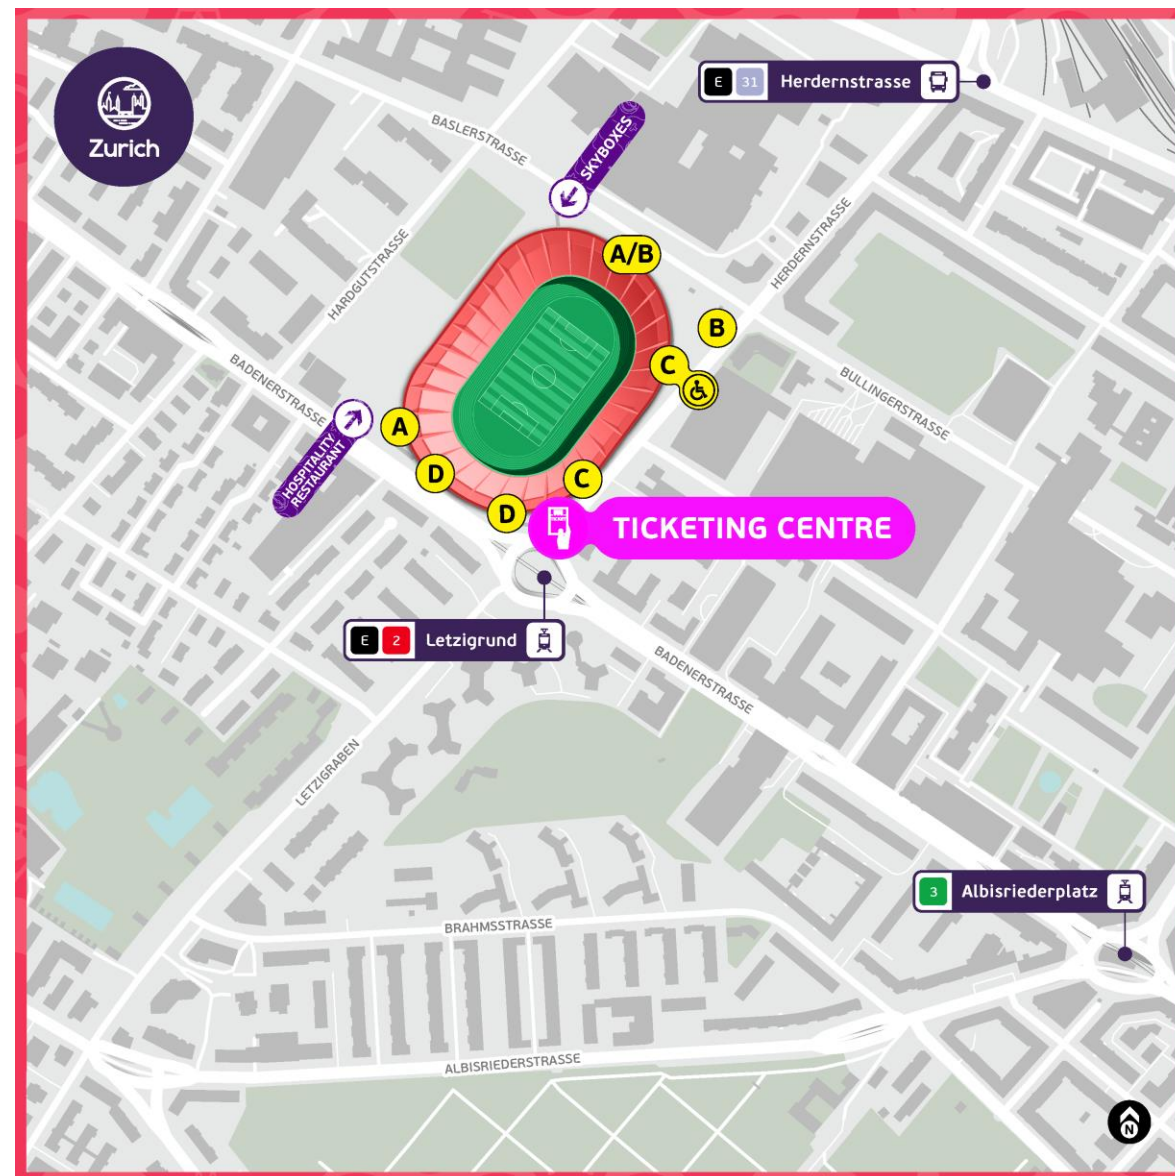 Zurich
E 31 Herdernstrasse
BASLERSTRASSE
SKYBOXES
HARDGUTSTRASSE
HERDERNSTRASSE
A/B
B
C
BADENERSTRASSE
BULLINGERSTRASSE
HOSPITALITY
RESTAURANT
A
D
C
D
TICKET
TICKETING CENTRE
E 2 Letzigrund
BADENERSTRASSE
LETZIGRABEN
3 Albisriederplatz
BRAHMSSTRASSE
ALBISRIEDERSTRASSE
N